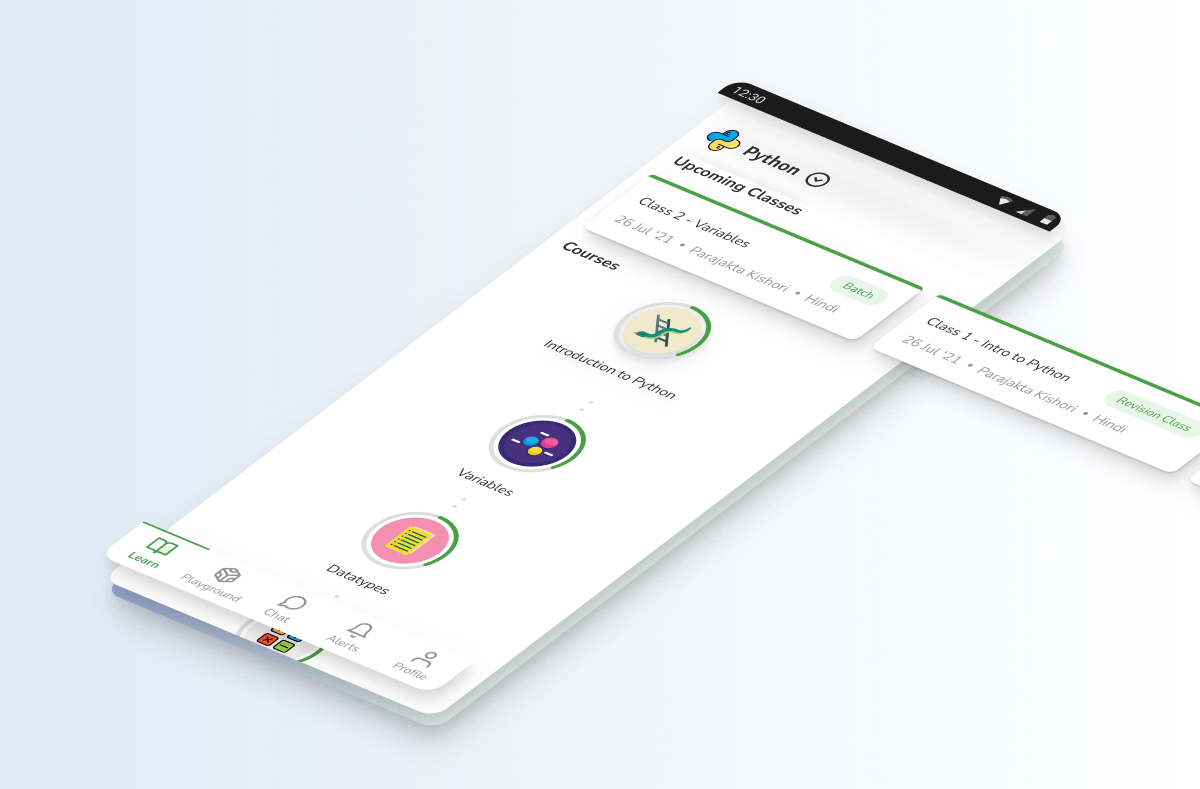 12:30
Python
Upcoming Classes
Class 2 - Variables
26 Jul '21 • Parajakta Kishori • Hindi
Batch
Class 1 - Intro to Python
26 Jul '21 • Parajakta Kishori • Hindi
Revision Class
Courses
Introduction to Python
Variables
Datatypes
Learn
Playground
Chat
Alerts
Profile